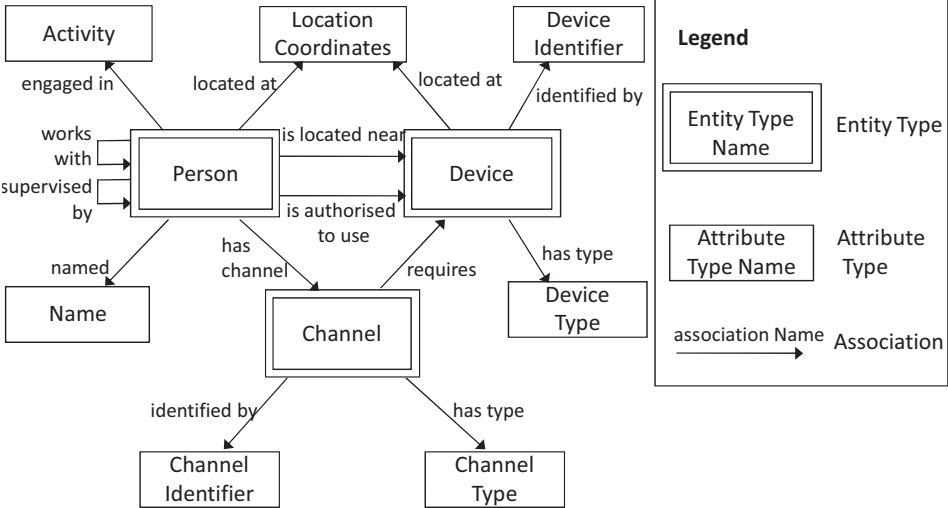 Activity
Location
Coordinates
Device
Identifier
engaged in
located at
located at
identified by
works
with
supervised
by
Person
is located near
is authorised
to use
Device
named
has
channel
requires
has type
Name
Channel
Device
Type
identified by
has type
Channel
Identifier
Channel
Type
Legend
Entity Type
Name
Entity Type
Attribute
Type Name
Attribute
Type
association Name
Association